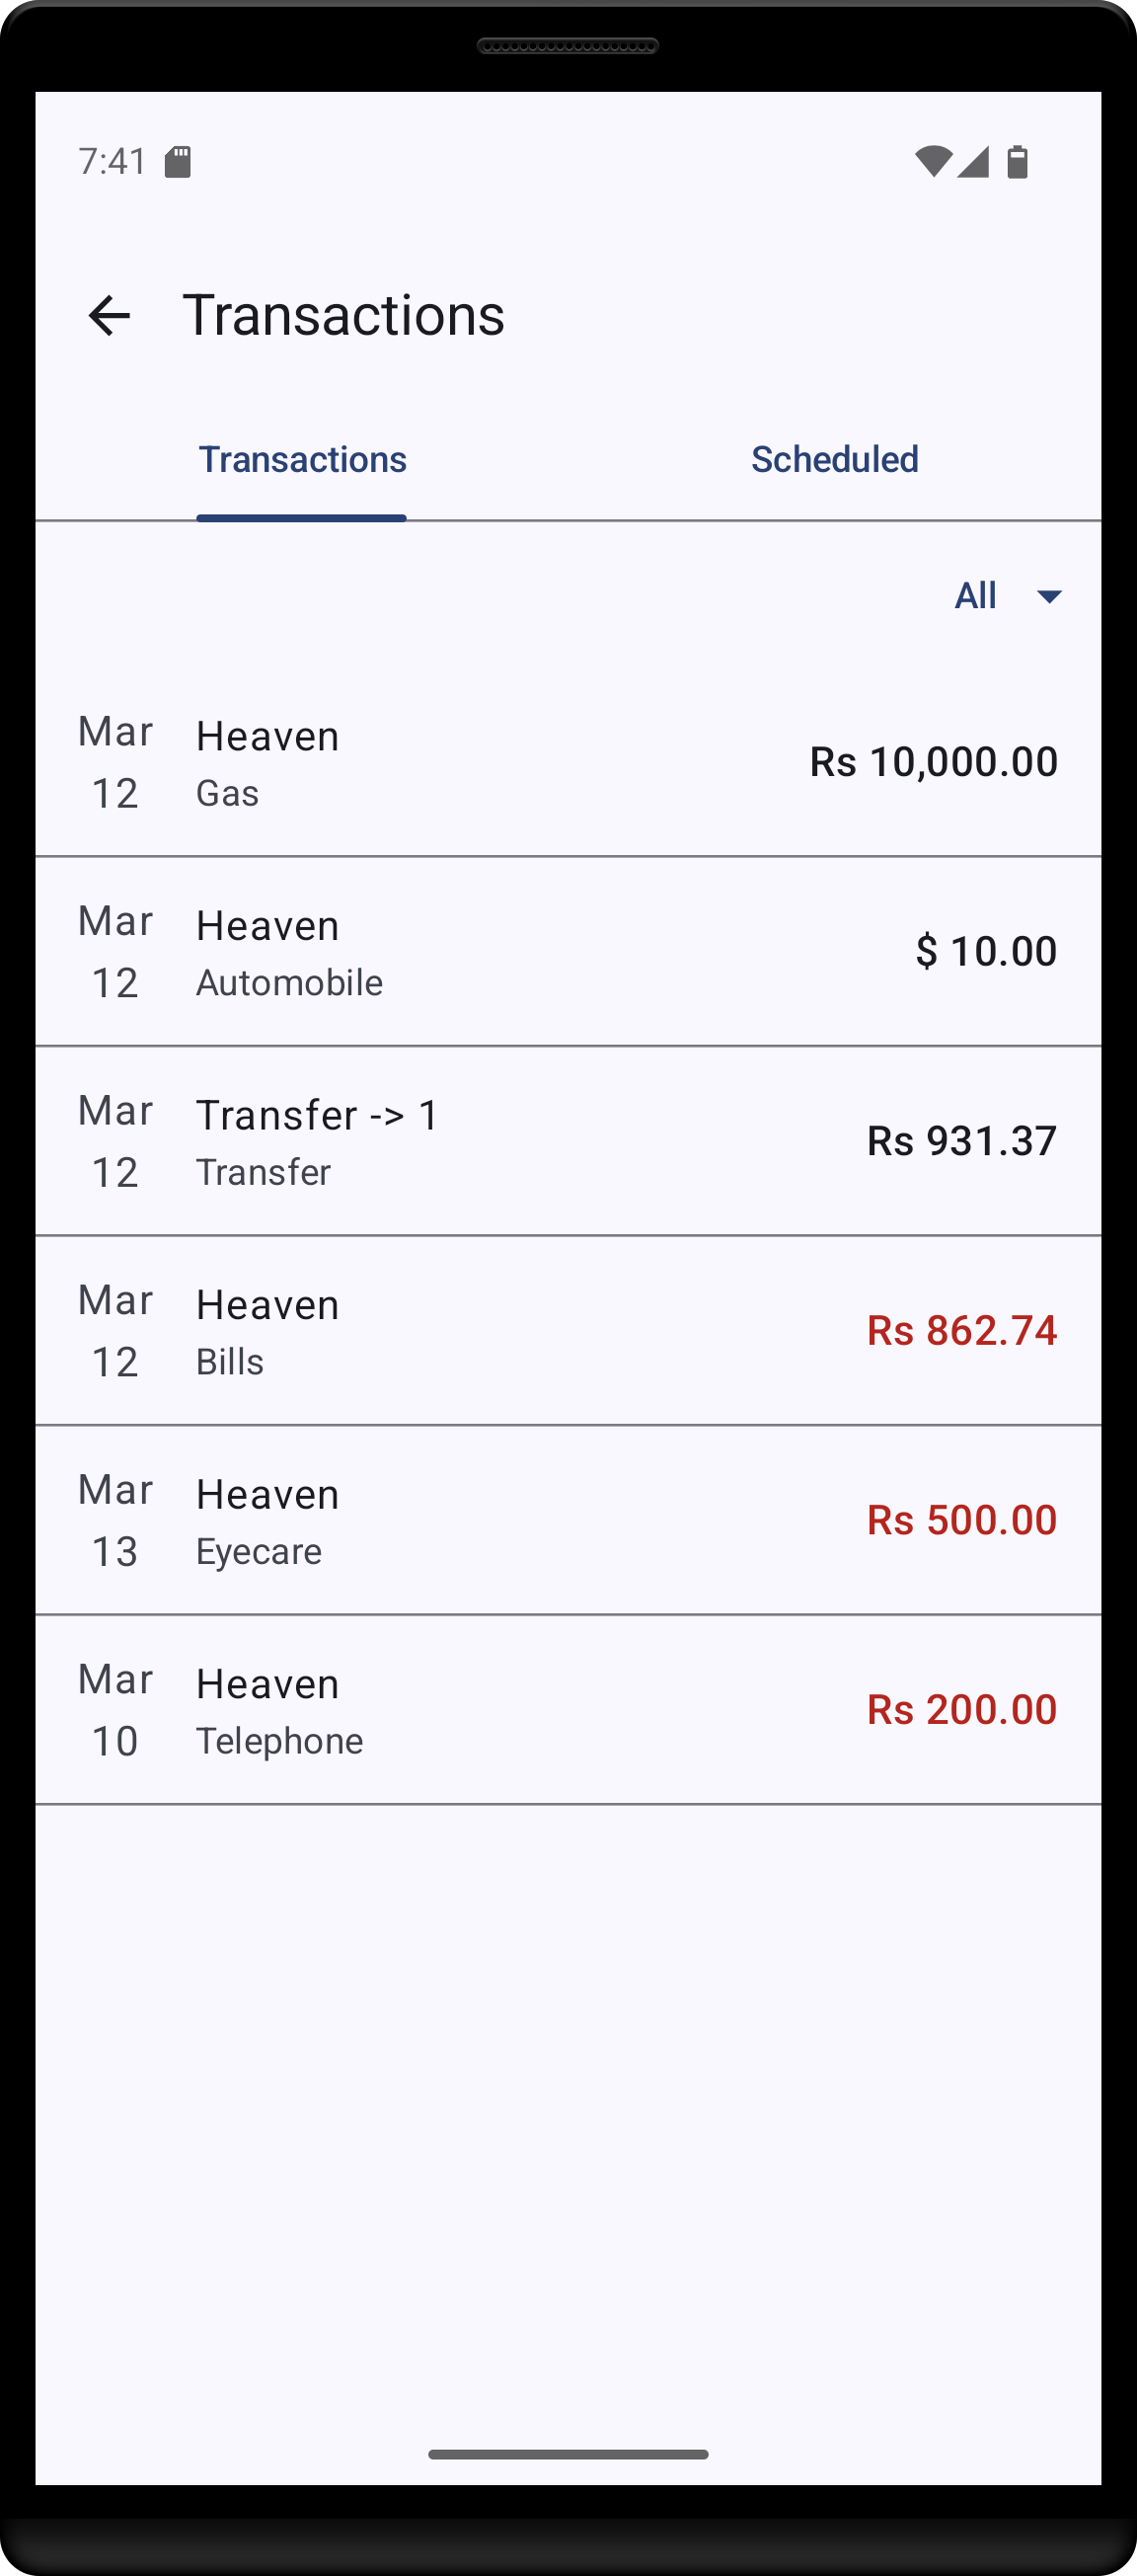 7:41
Transactions
Transactions Scheduled
All
Mar 12
Heaven
Gas
Rs 10,000.00
Mar 12
Heaven
Automobile
$ 10.00
Mar 12
Transfer -> 1
Transfer
Rs 931.37
Mar 12
Heaven
Bills
Rs 862.74
Mar 13
Heaven
Eyecare
Rs 500.00
Mar 10
Heaven
Telephone
Rs 200.00